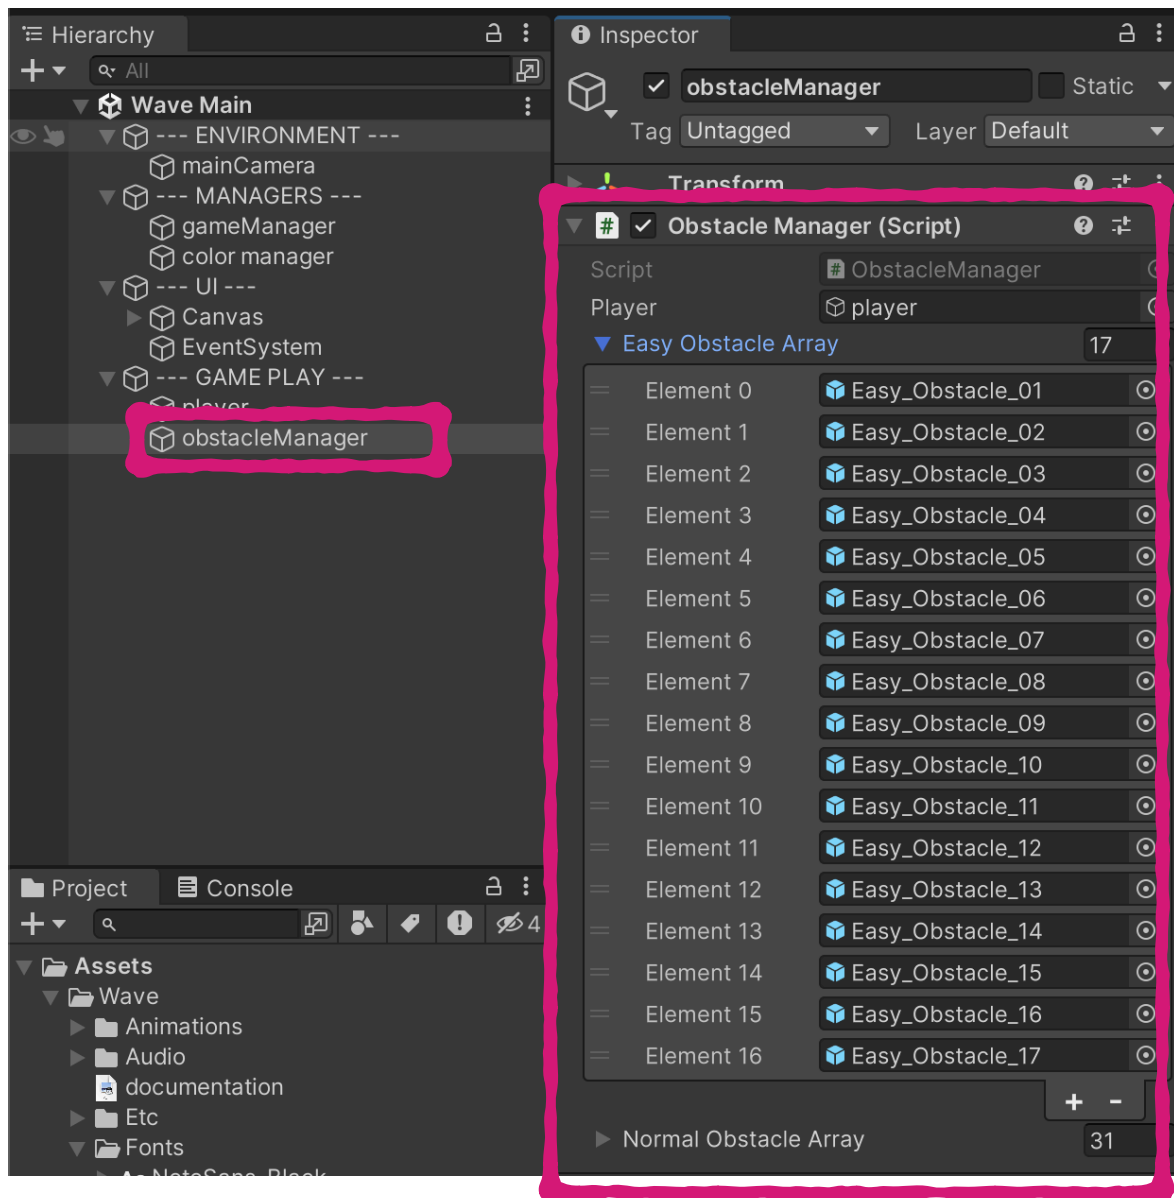 Hierarchy
All
Wave Main
--- ENVIRONMENT ---
mainCamera
--- MANAGERS ---
gameManager
color manager
--- UI ---
Canvas
EventSystem
--- GAME PLAY ---
player
obstacleManager
Project
Console
4
Assets
Wave
Animations
Audio
documentation
Etc
Fonts
NotoSans-Black
Inspector
obstacleManager
Static
Tag Untagged Layer Default
Transform
# Obstacle Manager (Script)
Script # ObstacleManager
Player player
Easy Obstacle Array 17
Element 0 Easy_Obstacle_01
Element 1 Easy_Obstacle_02
Element 2 Easy_Obstacle_03
Element 3 Easy_Obstacle_04
Element 4 Easy_Obstacle_05
Element 5 Easy_Obstacle_06
Element 6 Easy_Obstacle_07
Element 7 Easy_Obstacle_08
Element 8 Easy_Obstacle_09
Element 9 Easy_Obstacle_10
Element 10 Easy_Obstacle_11
Element 11 Easy_Obstacle_12
Element 12 Easy_Obstacle_13
Element 13 Easy_Obstacle_14
Element 14 Easy_Obstacle_15
Element 15 Easy_Obstacle_16
Element 16 Easy_Obstacle_17
+ -
Normal Obstacle Array 31